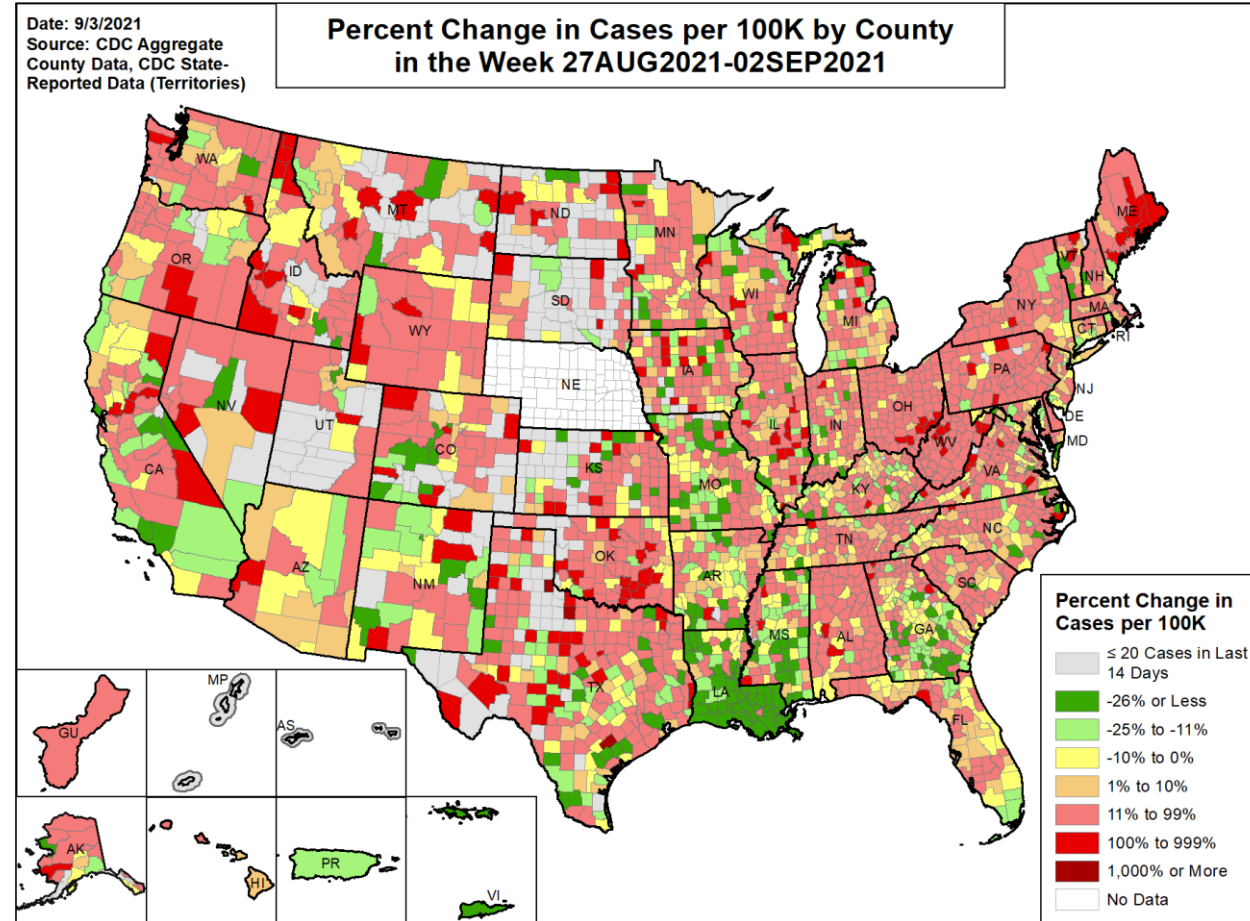 Date: 9/3/2021
Source: CDC Aggregate
County Data, CDC State-
Reported Data (Territories)
Percent Change in Cases per 100K by County
in the Week 27AUG2021-02SEP2021
WA
MT
ND
MN
ME
OR
ID
WY
SD
WI
MI
VT
NH
NY
MA
CT
RI
NE
IA
PA
NJ
NV
UT
CO
IL
IN
OH
DE
MD
WV
VA
CA
KS
MO
KY
AZ
NM
OK
AR
TN
NC
SC
TX
LA
MS
AL
GA
FL
GU
MP
AS
AK
HI
PR
VI
Percent Change in
Cases per 100K
≤ 20 Cases in Last
14 Days
-26% or Less
-25% to -11%
-10% to 0%
1% to 10%
11% to 99%
100% to 999%
1,000% or More
No Data